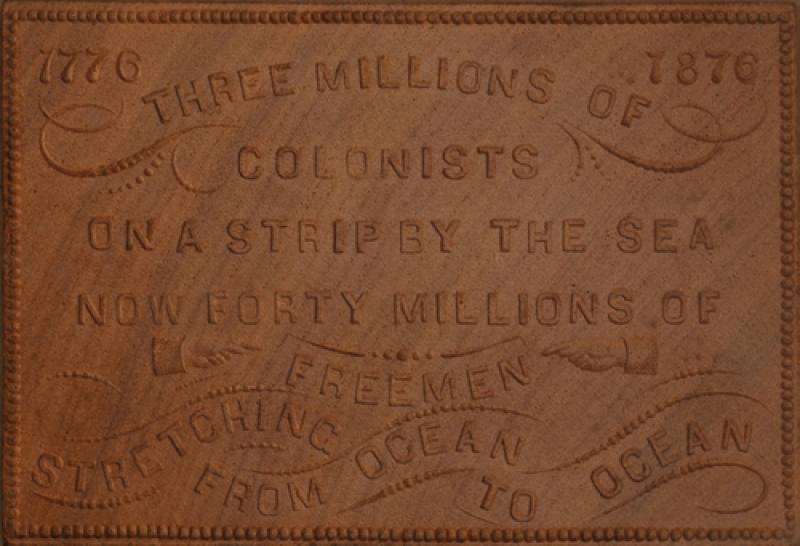 1776 1876
THREE MILLIONS OF
COLONISTS
ON A STRIP BY THE SEA
NOW FORTY MILLIONS OF
FREEMEN
STRETCHING
FROM OCEAN
TO OCEAN